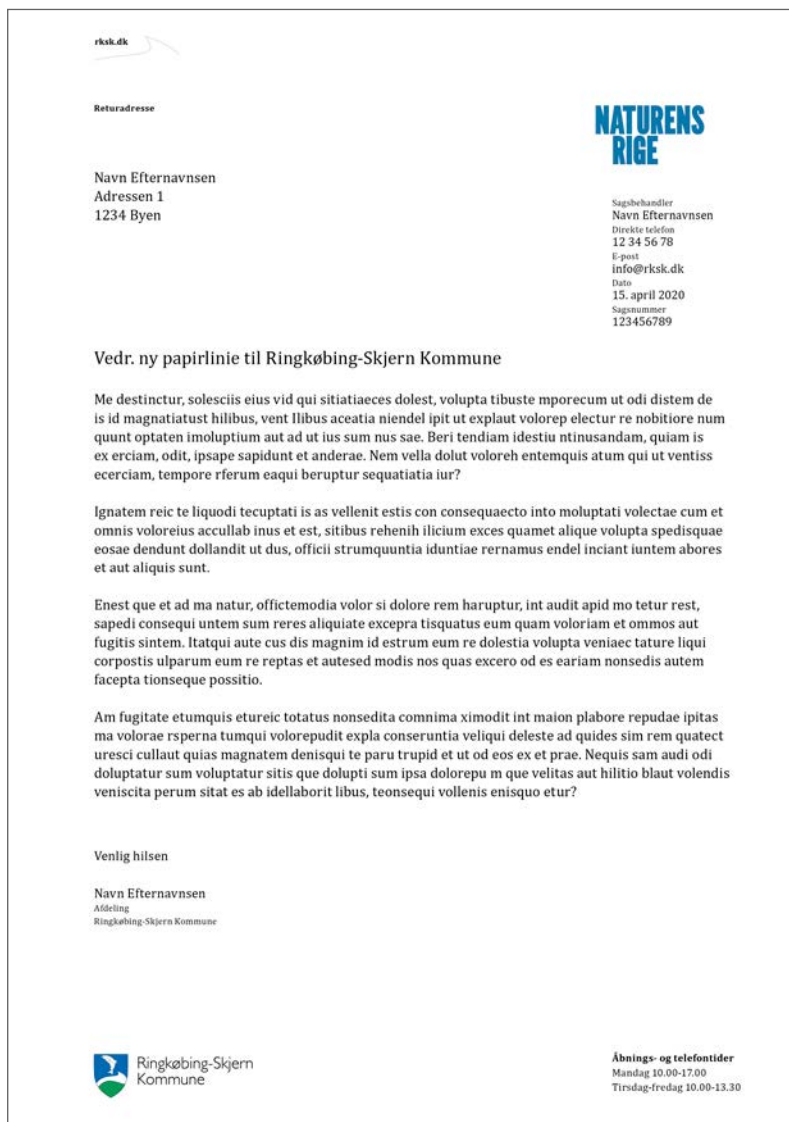 rksk.dk
Returadresse
NATURENS
RIGE
Navn Efternavnsen
Adressen 1
1234 Byen
Sagsbehandler
Navn Efternavnsen
Direkte telefon
12 34 56 78
E-post
info@rksk.dk
Dato
15. april 2020
Sagsnummer
123456789
Vedr. ny papirlinie til Ringkøbing-Skjern Kommune
Me destinctur, solesciis eius vid qui sitiatiaeces dolest, volupta tibuste mporecum ut odi distem de
is id magnatiatust hilibus, vent Ilibus aceatia niendel ipit ut explaut volorep electur re nobitiore num
quunt optaten imoluptium aut ad ut ius sum nus sae. Beri tendiam idestiu ntinusandam, quiam is
ex erciam, odit, ipsape sapidunt et anderae. Nem vella dolut voloreh entemquis atum qui ut ventiss
ecerciam, tempore rferum eaqui beruptur sequatiatia iur?
Ignatem reic te liquodi tecuptati is as vellenit estis con consequaecto into moluptati volectae cum et
omnis voloreius accullab inus et est, sitibus rehenih ilicium exces quamet alique volupta spedisquae
eosae dendunt dollandit ut dus, officii strumquuntia iduntiae rernamus endel inciant iuntem abores
et aut aliquis sunt.
Enest que et ad ma natur, offictemodia volor si dolore rem haruptur, int audit apid mo tetur rest,
sapedi consequi untem sum reres aliquiate excepra tisquatus eum quam voloriam et ommos aut
fugitis sintem. Itatqui aute cus dis magnim id estrum eum re dolestia volupta veniaec tature liqui
corpostis ulparum eum re reptas et autesed modis nos quas excero od es eariam nonsedis autem
facepta tionseque possitio.
Am fugitate etumquis etureic totatus nonsedita comnima ximodit int maion plabore repudae ipitas
ma volorae rsperna tumqui volorepudit expla conseruntia veliqui deleste ad quides sim rem quatect
uresci cullaut quias magnatem denisqui te paru trupid et ut od eos ex et prae. Nequis sam audi odi
doluptatur sum voluptatur sitis que dolupti sum ipsa dolorepu m que velitas aut hilitio blaut volendis
veniscita perum sitat es ab idellaborit libus, teonsequi vollenis enisquo etur?
Venlig hilsen
Navn Efternavnsen
Afdeling
Ringkøbing-Skjern Kommune
Ringkøbing-Skjern
Kommune
Åbnings- og telefontider
Mandag 10.00-17.00
Tirsdag-fredag 10.00-13.30